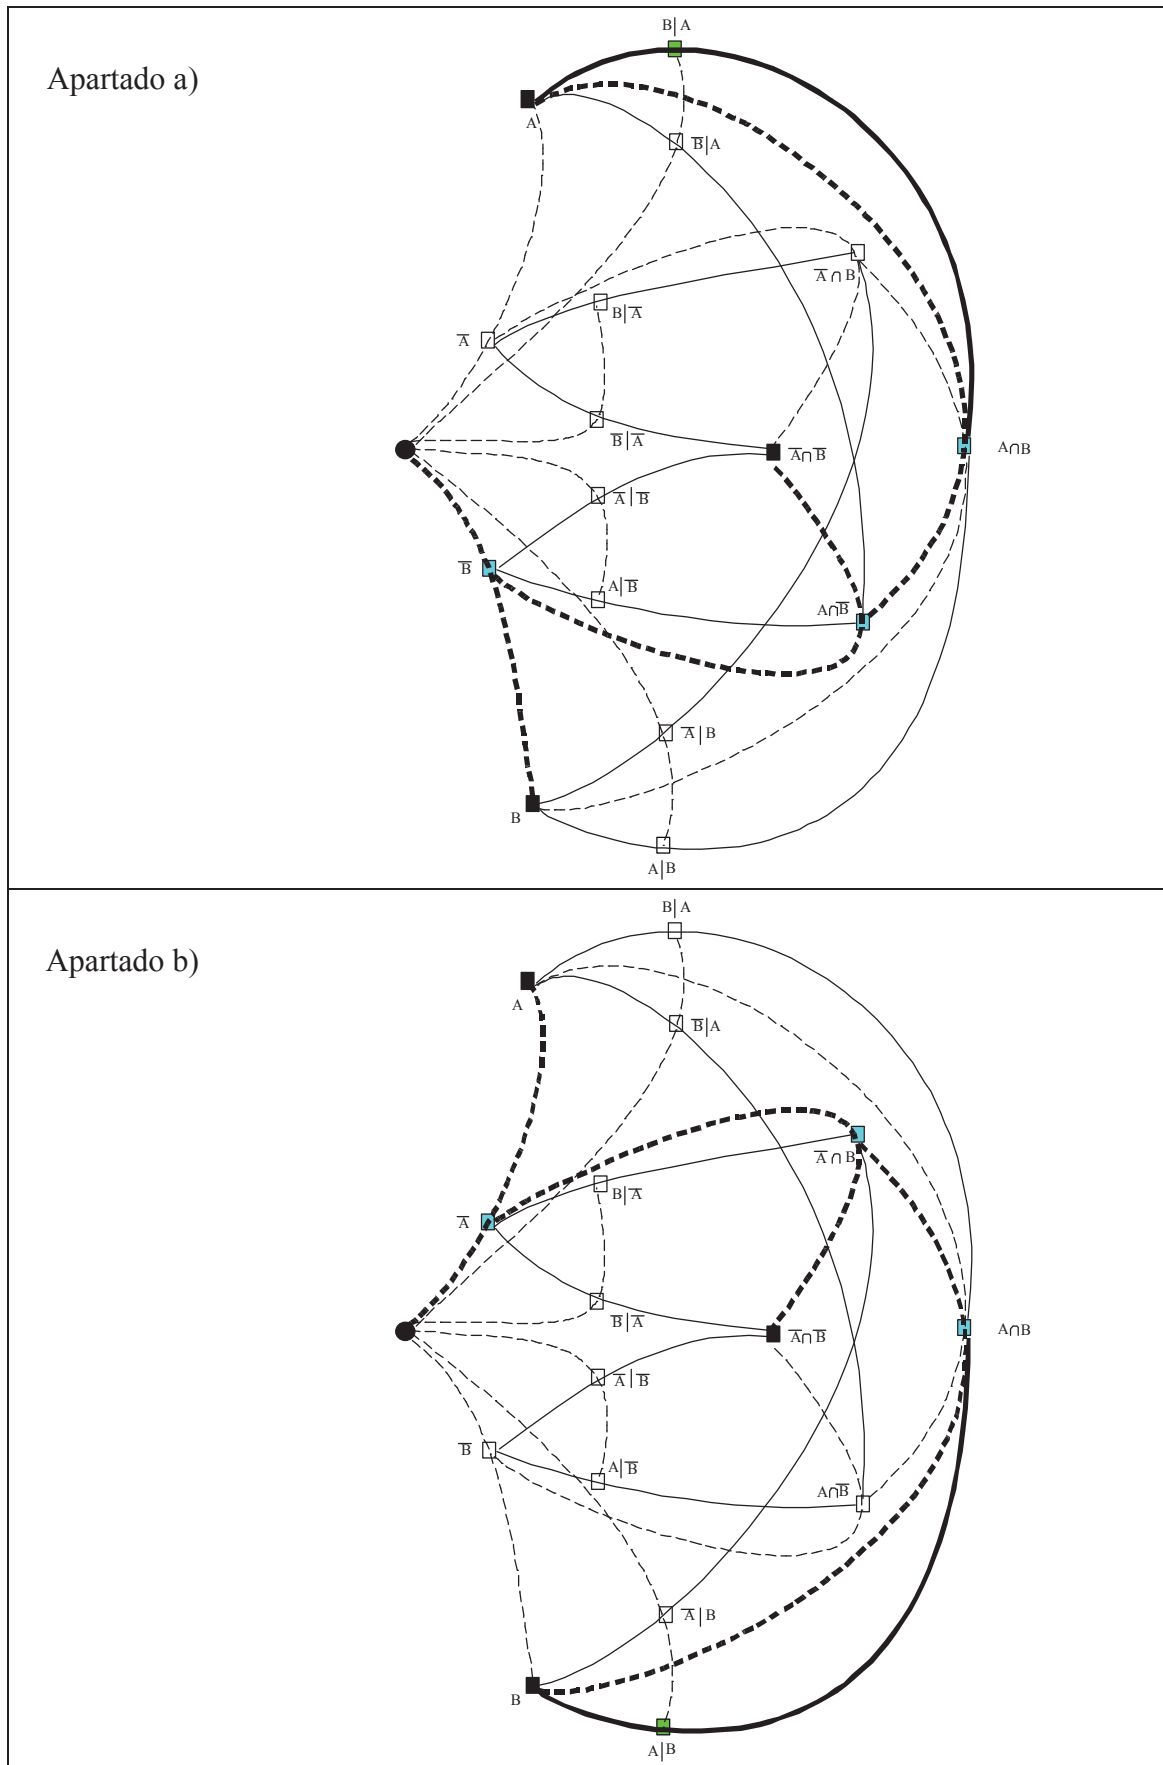 B|A
Apartado a)
A
B̅|A
A̅∩B
B|A̅
A̅
B̅|A̅
A̅∩B̅
A∩B
A̅|B̅
B̅
A|B̅
A∩B̅
A̅|B
B
A|B
B|A
Apartado b)
A
B̅|A
A̅∩B
B|A̅
A̅
B̅|A̅
A̅∩B̅
A∩B
A̅|B̅
B̅
A|B̅
A∩B̅
A̅|B
B
A|B